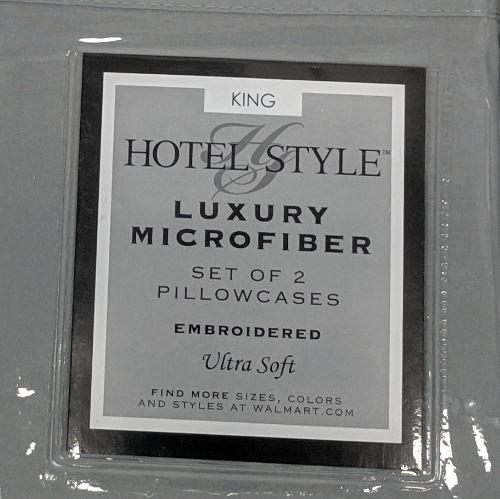 KING
HOTEL STYLE™
HS
LUXURY
MICROFIBER
SET OF 2
PILLOWCASES
EMBROIDERED
Ultra Soft
FIND MORE SIZES, COLORS
AND STYLES AT WALMART.COM